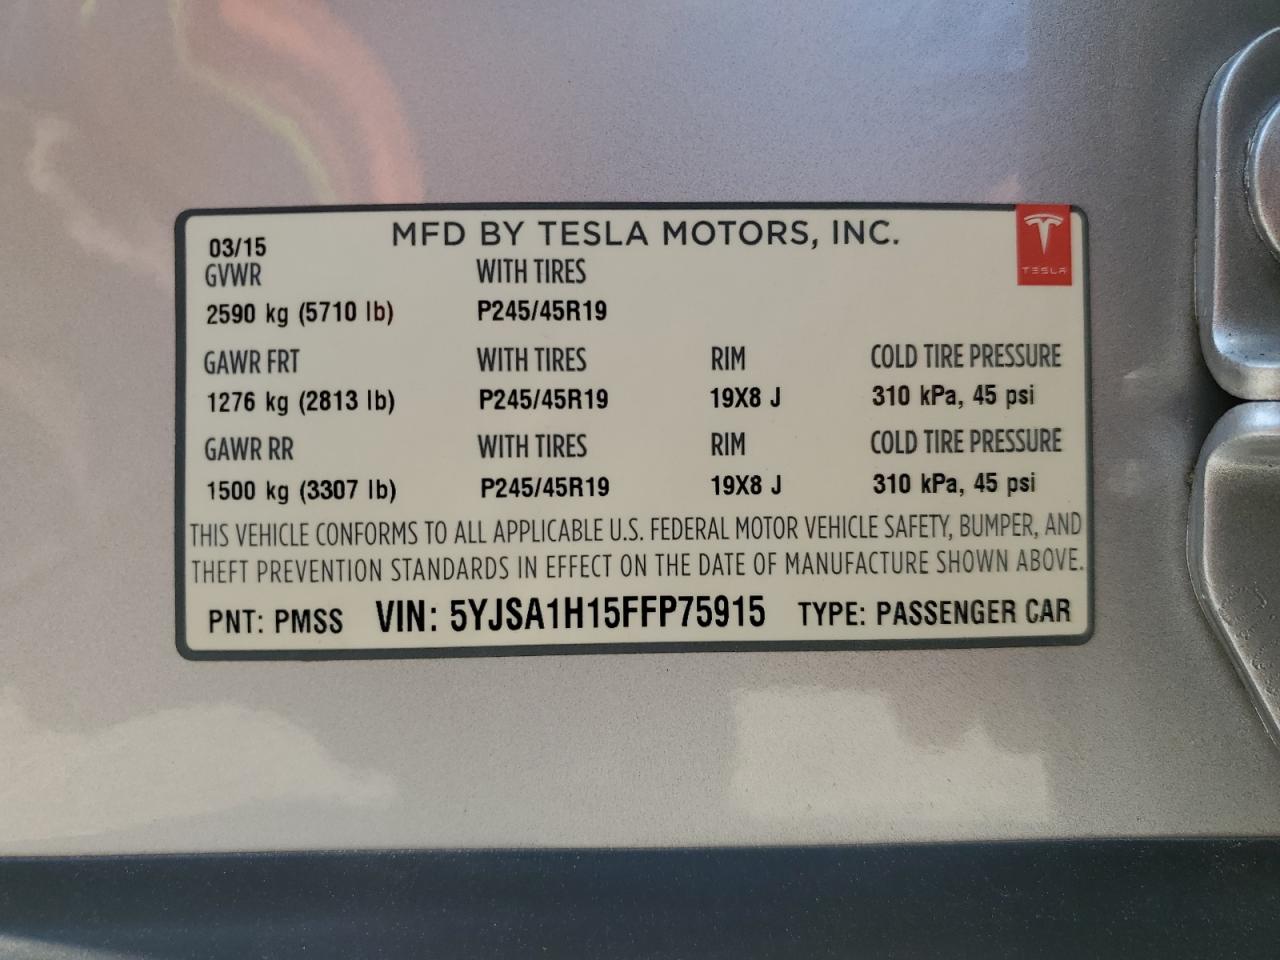 MFD BY TESLA MOTORS, INC.
TESLA
03/15
GVWR WITH TIRES
2590 kg (5710 lb) P245/45R19
GAWR FRT WITH TIRES RIM COLD TIRE PRESSURE
1276 kg (2813 lb) P245/45R19 19X8 J 310 kPa, 45 psi
GAWR RR WITH TIRES RIM COLD TIRE PRESSURE
1500 kg (3307 lb) P245/45R19 19X8 J 310 kPa, 45 psi
THIS VEHICLE CONFORMS TO ALL APPLICABLE U.S. FEDERAL MOTOR VEHICLE SAFETY, BUMPER, AND
THEFT PREVENTION STANDARDS IN EFFECT ON THE DATE OF MANUFACTURE SHOWN ABOVE.
PNT: PMSS VIN: 5YJSA1H15FFP75915 TYPE: PASSENGER CAR